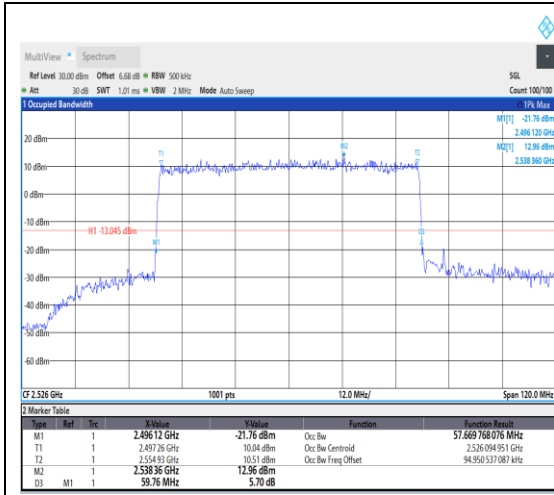 MultiView Spectrum
Ref Level 30.00 dBm Offset 6.68 dB RBW 500 kHz SGL
Att 30 dB SWT 1.01 ms VBW 2 MHz Mode Auto Sweep Count 100/100
1 Occupied Bandwidth 1Pk Max
M1[1] -21.76 dBm
2.496 120 GHz
M2[1] 12.96 dBm
2.538 360 GHz
20 dBm
T1 M2 T2
10 dBm
0 dBm
-10 dBm
H1 -13.045 dBm
M1 D3
-20 dBm
-30 dBm
-40 dBm
-50 dBm
-60 dBm
CF 2.526 GHz 1001 pts 12.0 MHz/ Span 120.0 MHz
2 Marker Table
Type Ref Trc X-Value Y-Value Function Function Result
M1 1 2.496 12 GHz -21.76 dBm Occ Bw 57.669 768 076 MHz
T1 1 2.497 26 GHz 10.04 dBm Occ Bw Centroid 2.526 094 951 GHz
T2 1 2.554 93 GHz 10.51 dBm Occ Bw Freq Offset 94.950 537 087 kHz
M2 1 2.538 36 GHz 12.96 dBm
D3 M1 1 59.76 MHz 5.70 dB